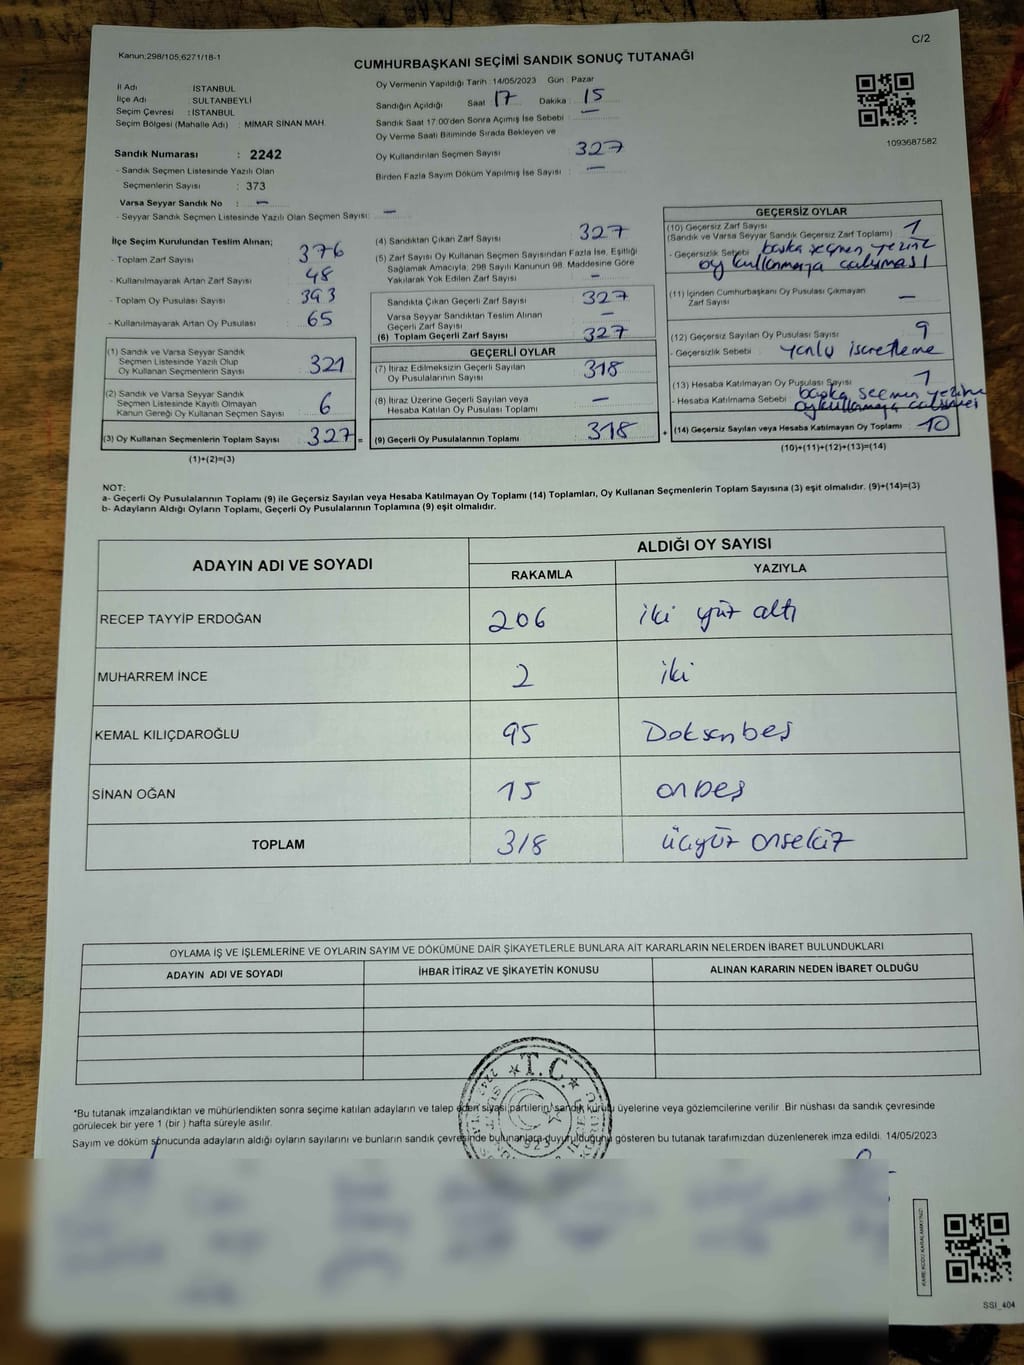 Kanun:298/105;6271/18-1
C/2
CUMHURBAŞKANI SEÇİMİ SANDIK SONUÇ TUTANAĞI
İl Adı : İSTANBUL
İlçe Adı : SULTANBEYLİ
Seçim Çevresi : İSTANBUL
Seçim Bölgesi (Mahalle Adı) : MİMAR SİNAN MAH.
Sandık Numarası : 2242
- Sandık Seçmen Listesinde Yazılı Olan
Seçmenlerin Sayısı : 373
Varsa Seyyar Sandık No : –
- Seyyar Sandık Seçmen Listesinde Yazılı Olan Seçmen Sayısı: –
Oy Vermenin Yapıldığı Tarih :14/05/2023 Gün : Pazar
Sandığın Açıldığı Saat 17 Dakika : 15
Sandık Saat 17:00'den Sonra Açımış İse Sebebi : –
Oy Verme Saati Bitiminde Sırada Bekleyen ve
Oy Kullandırılan Seçmen Sayısı : 327
Birden Fazla Sayım Döküm Yapılmış İse Sayısı : –
1093687582
İlçe Seçim Kurulundan Teslim Alınan;
- Toplam Zarf Sayısı : 376
- Kullanılmayarak Artan Zarf Sayısı : 48
- Toplam Oy Pusulası Sayısı : 393
- Kullanılmayarak Artan Oy Pusulası : 65
(1) Sandık ve Varsa Seyyar Sandık
Seçmen Listesinde Yazılı Olup
Oy Kullanan Seçmenlerin Sayısı : 321
(2) Sandık ve Varsa Seyyar Sandık
Seçmen Listesinde Kayıtlı Olmayan
Kanun Gereği Oy Kullanan Seçmen Sayısı : 6
(3) Oy Kullanan Seçmenlerin Toplam Sayısı : 327 =
(1)+(2)=(3)
(4) Sandıktan Çıkan Zarf Sayısı : 327
(5) Zarf Sayısı Oy Kullanan Seçmen Sayısından Fazla İse, Eşitliği
Sağlamak Amacıyla, 298 Sayılı Kanunun 98. Maddesine Göre
Yakılarak Yok Edilen Zarf Sayısı : –
Sandıkta Çıkan Geçerli Zarf Sayısı : 327
Varsa Seyyar Sandıktan Teslim Alınan
Geçerli Zarf Sayısı : –
(6) Toplam Geçerli Zarf Sayısı : 327
GEÇERLİ OYLAR
(7) İtiraz Edilmeksizin Geçerli Sayılan
Oy Pusulalarının Sayısı : 318
(8) İtiraz Üzerine Geçerli Sayılan veya
Hesaba Katılan Oy Pusulası Toplamı : –
(9) Geçerli Oy Pusulalarının Toplamı : 318 +
GEÇERSİZ OYLAR
(10) Geçersiz Zarf Sayısı : 1
(Sandık ve Varsa Seyyar Sandık Geçersiz Zarf Toplamı)
- Geçersizlik Sebebi : başka seçmen yerine
oy kullanmaya çalışması
(11) İçinden Cumhurbaşkanı Oy Pusulası Çıkmayan
Zarf Sayısı : –
(12) Geçersiz Sayılan Oy Pusulası Sayısı : 9
- Geçersizlik Sebebi : yanlış işaretleme
(13) Hesaba Katılmayan Oy Pusulası Sayısı : 1
- Hesaba Katılmama Sebebi : başka seçmen yerine
oy kullanmaya çalışması
(14) Geçersiz Sayılan veya Hesaba Katılmayan Oy Toplamı : 10
(10)+(11)+(12)+(13)=(14)
NOT:
a- Geçerli Oy Pusulalarının Toplamı (9) ile Geçersiz Sayılan veya Hesaba Katılmayan Oy Toplamı (14) Toplamları, Oy Kullanan Seçmenlerin Toplam Sayısına (3) eşit olmalıdır. (9)+(14)=(3)
b- Adayların Aldığı Oyların Toplamı, Geçerli Oy Pusulalarının Toplamına (9) eşit olmalıdır.
ADAYIN ADI VE SOYADI
ALDIĞI OY SAYISI
RAKAMLA YAZIYLA
RECEP TAYYİP ERDOĞAN 206 iki yüz altı
MUHARREM İNCE 2 iki
KEMAL KILIÇDAROĞLU 95 Doksanbeş
SİNAN OĞAN 15 onbeş
TOPLAM 318 üçyüz onsekiz
OYLAMA İŞ VE İŞLEMLERİNE VE OYLARIN SAYIM VE DÖKÜMÜNE DAİR ŞİKAYETLERLE BUNLARA AİT KARARLARIN NELERDEN İBARET BULUNDUKLARI
ADAYIN ADI VE SOYADI İHBAR İTİRAZ VE ŞİKAYETİN KONUSU ALINAN KARARIN NEDEN İBARET OLDUĞU
T.C.
*Bu tutanak imzalandıktan ve mühürlendikten sonra seçime katılan adayların ve talep eden siyasi partilerin, sandık kurulu üyelerine veya gözlemcilerine verilir. Bir nüshası da sandık çevresinde
görülecek bir yere 1 (bir ) hafta süreyle asılır.
Sayım ve döküm sonucunda adayların aldığı oyların sayılarını ve bunların sandık çevresinde bulunanlara duyurulduğunu gösteren bu tutanak tarafımızdan düzenlenerek imza edildi. 14/05/2023
SSI_404